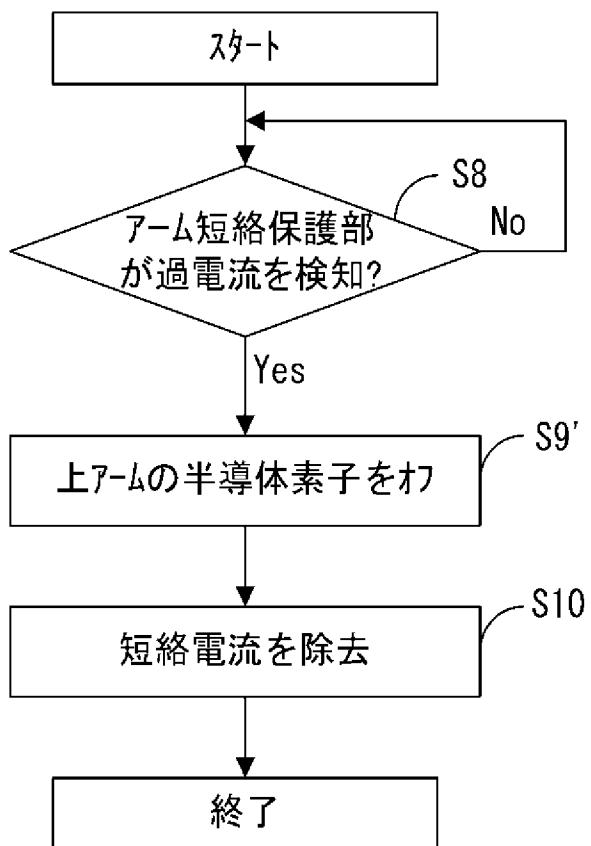 ｽﾀｰﾄ
S8
ｱｰﾑ短絡保護部
が過電流を検知?
No
Yes
S9'
上ｱｰﾑの半導体素子をｵﾌ
S10
短絡電流を除去
終了